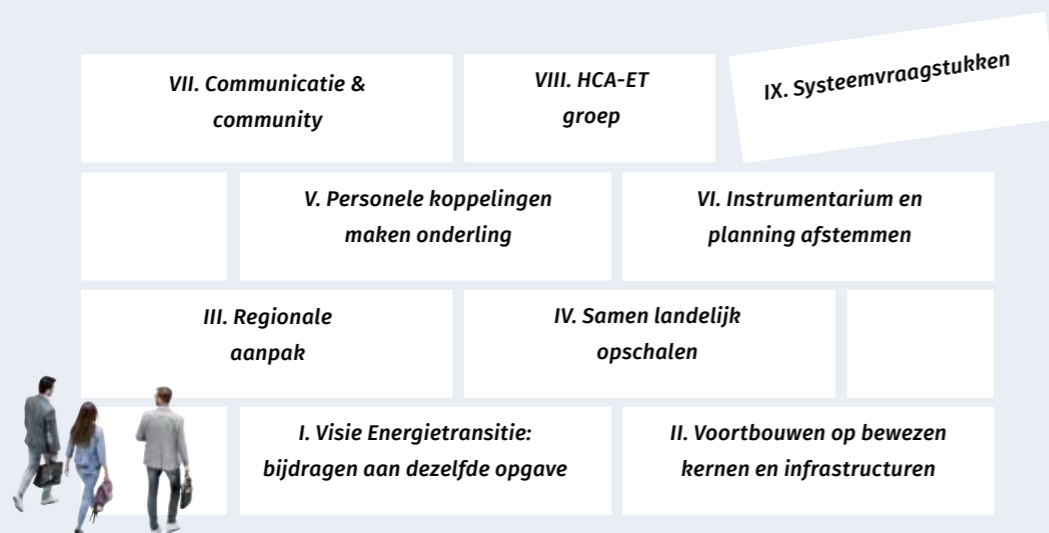 VII. Communicatie &
community
VIII. HCA-ET
groep
IX. Systeemvraagstukken
V. Personele koppelingen
maken onderling
VI. Instrumentarium en
planning afstemmen
III. Regionale
aanpak
IV. Samen landelijk
opschalen
I. Visie Energietransitie:
bijdragen aan dezelfde opgave
II. Voortbouwen op bewezen
kernen en infrastructuren